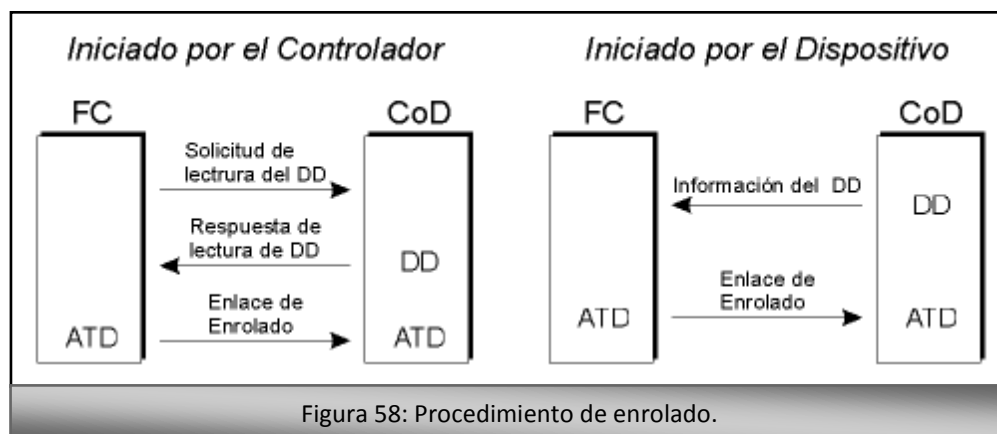 Iniciado por el Controlador
FC
CoD
Solicitud de
lectrura del DD
Respuesta de
lectura de DD
DD
Enlace de
Enrolado
ATD
ATD
Iniciado por el Dispositivo
FC
CoD
Información del DD
DD
Enlace de
Enrolado
ATD
ATD
Figura 58: Procedimiento de enrolado.